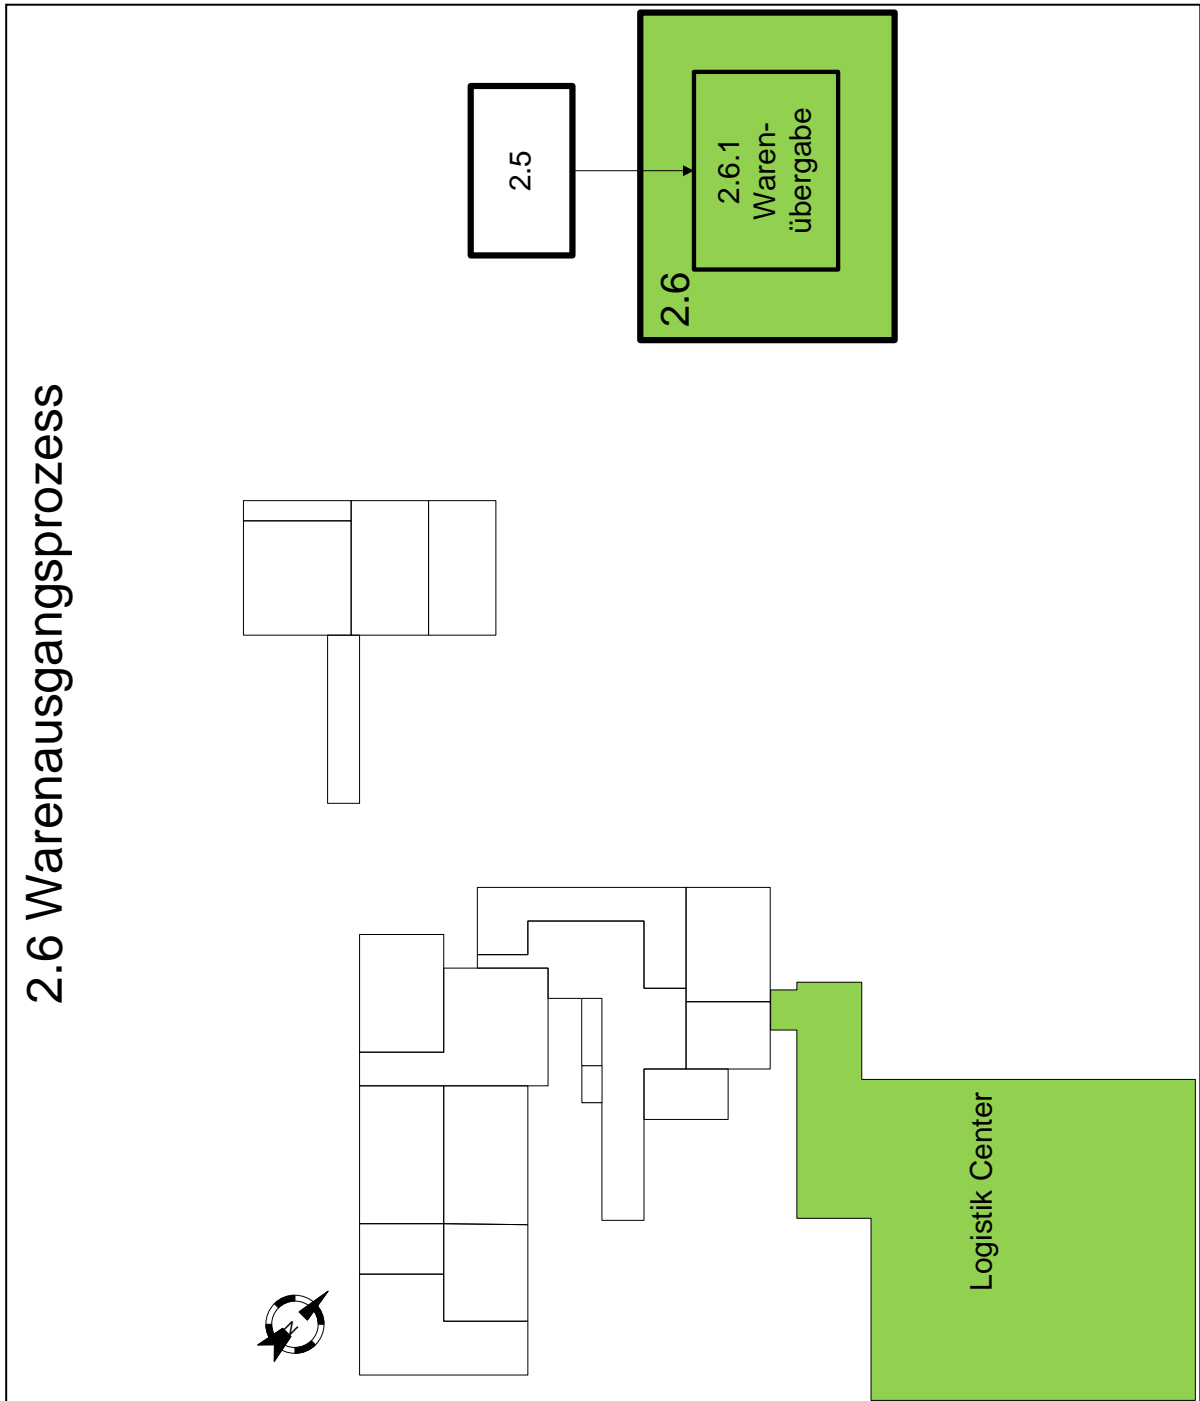 2.6 Warenausgangsprozess
2.5
2.6
2.6.1
Waren-
übergabe
N
Logistik Center